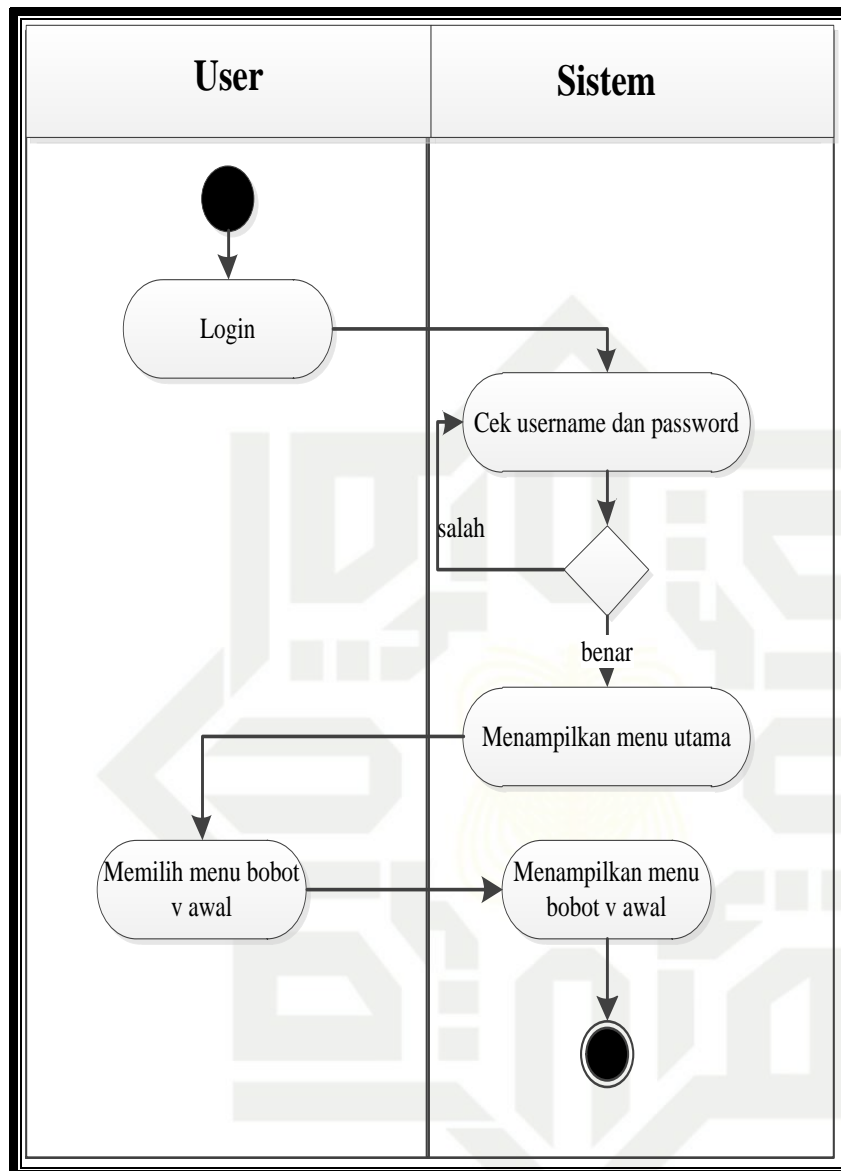 User
Sistem
Login
Cek username dan password
salah
benar
Menampilkan menu utama
Memilih menu bobot
v awal
Menampilkan menu
bobot v awal